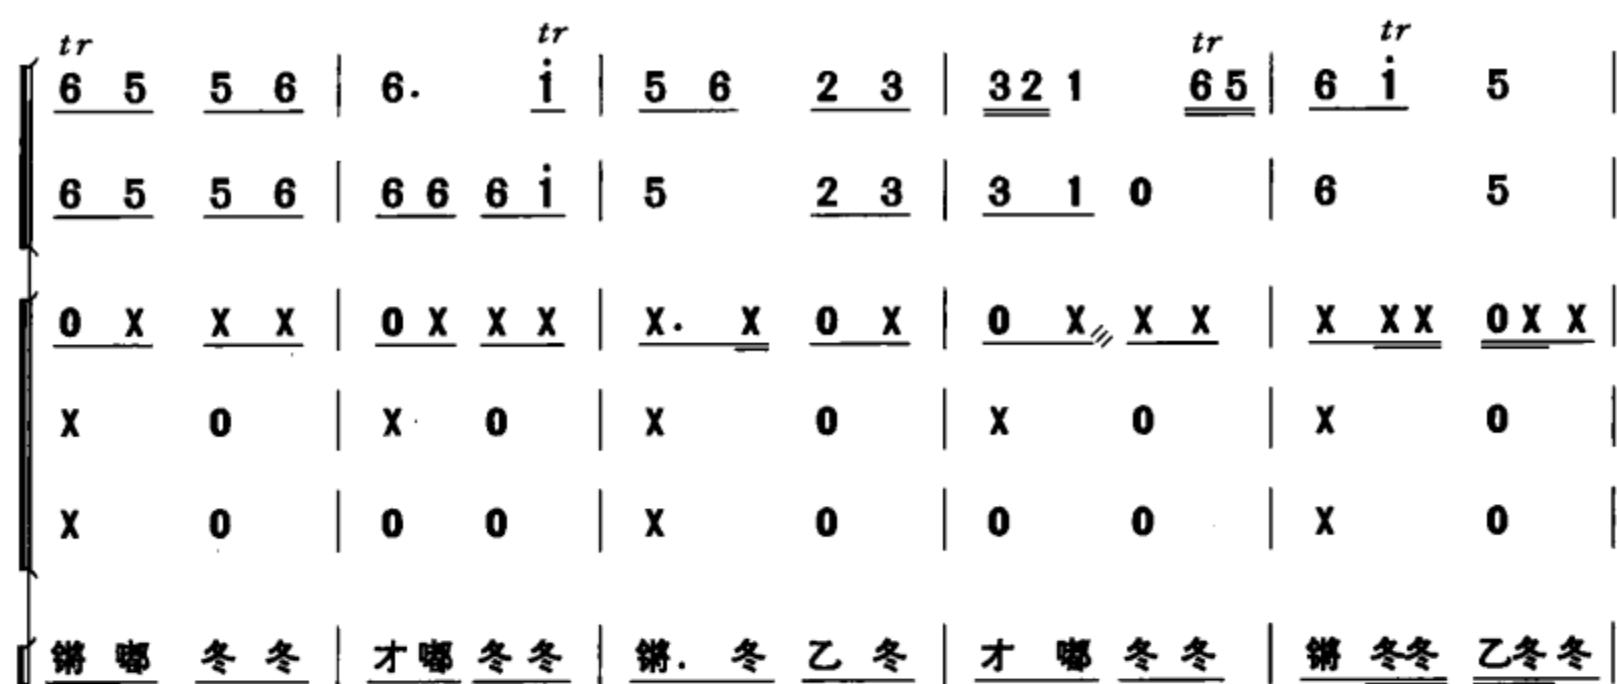 tr tr tr tr
6 5 5 6 | 6. i̇ | 5 6 2 3 | 3 2 1 6 5 | 6 i̇ 5 |
6 5 5 6 | 6 6 6 i̇ | 5 2 3 | 3 1 0 | 6 5 |
0 X X X | 0 X X X | X. X 0 X | 0 X X X | X X X 0 X X |
X 0 | X 0 | X 0 | X 0 | X 0 |
X 0 | 0 0 | X 0 | 0 0 | X 0 |
锵 嘟 冬 冬 | 才 嘟 冬 冬 | 锵. 冬 乙 冬 | 才 嘟 冬 冬 | 锵 冬冬 乙冬 冬 |